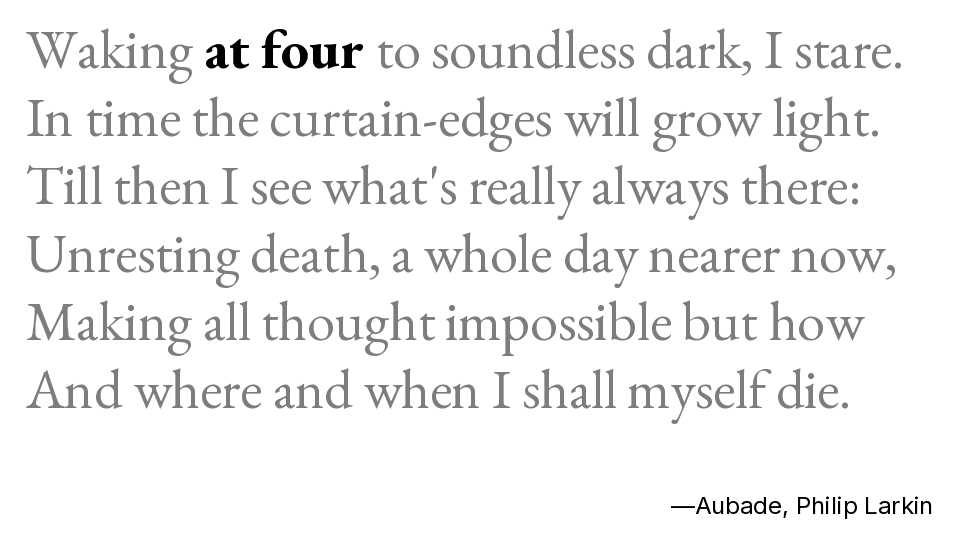 Waking at four to soundless dark, I stare.
In time the curtain-edges will grow light.
Till then I see what's really always there:
Unresting death, a whole day nearer now,
Making all thought impossible but how
And where and when I shall myself die.
—Aubade, Philip Larkin